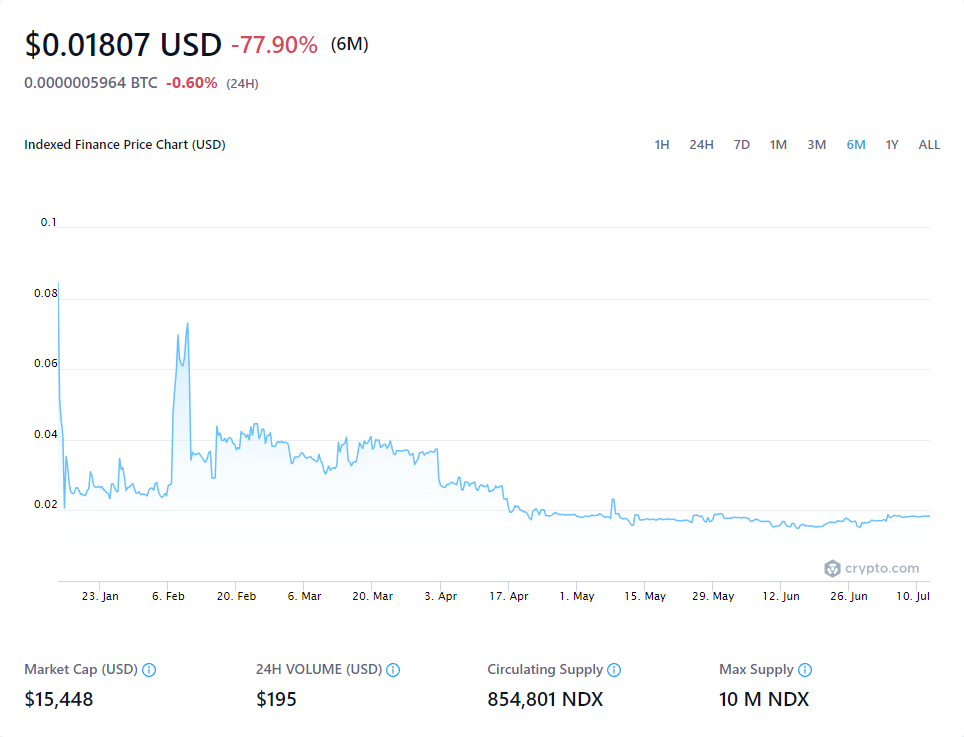 $0.01807 USD -77.90% (6M)
0.0000005964 BTC -0.60% (24H)
Indexed Finance Price Chart (USD) 1H 24H 7D 1M 3M 6M 1Y ALL
0.1
0.08
0.06
0.04
0.02
crypto.com
23. Jan 6. Feb 20. Feb 6. Mar 20. Mar 3. Apr 17. Apr 1. May 15. May 29. May 12. Jun 26. Jun 10. Jul
Market Cap (USD) 24H VOLUME (USD) Circulating Supply Max Supply
$15,448 $195 854,801 NDX 10 M NDX